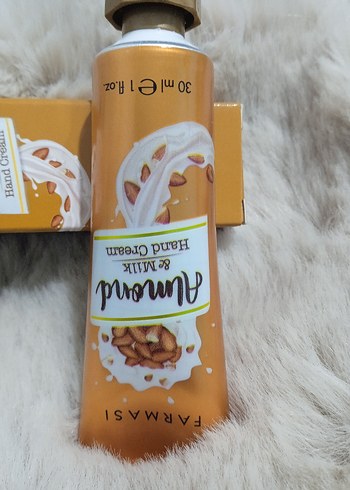 FARMASI
Almond
& Milk
Hand Cream
30 ml ℮ 1 fl.oz.
Hand Cream